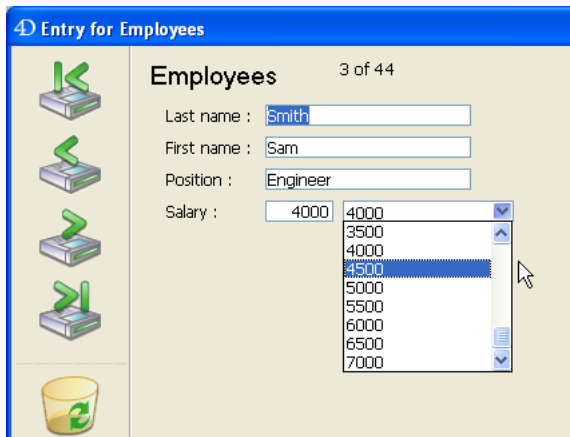 4D Entry for Employees
Employees 3 of 44
Last name : Smith
First name : Sam
Position : Engineer
Salary : 4000 4000
3500
4000
4500
5000
5500
6000
6500
7000